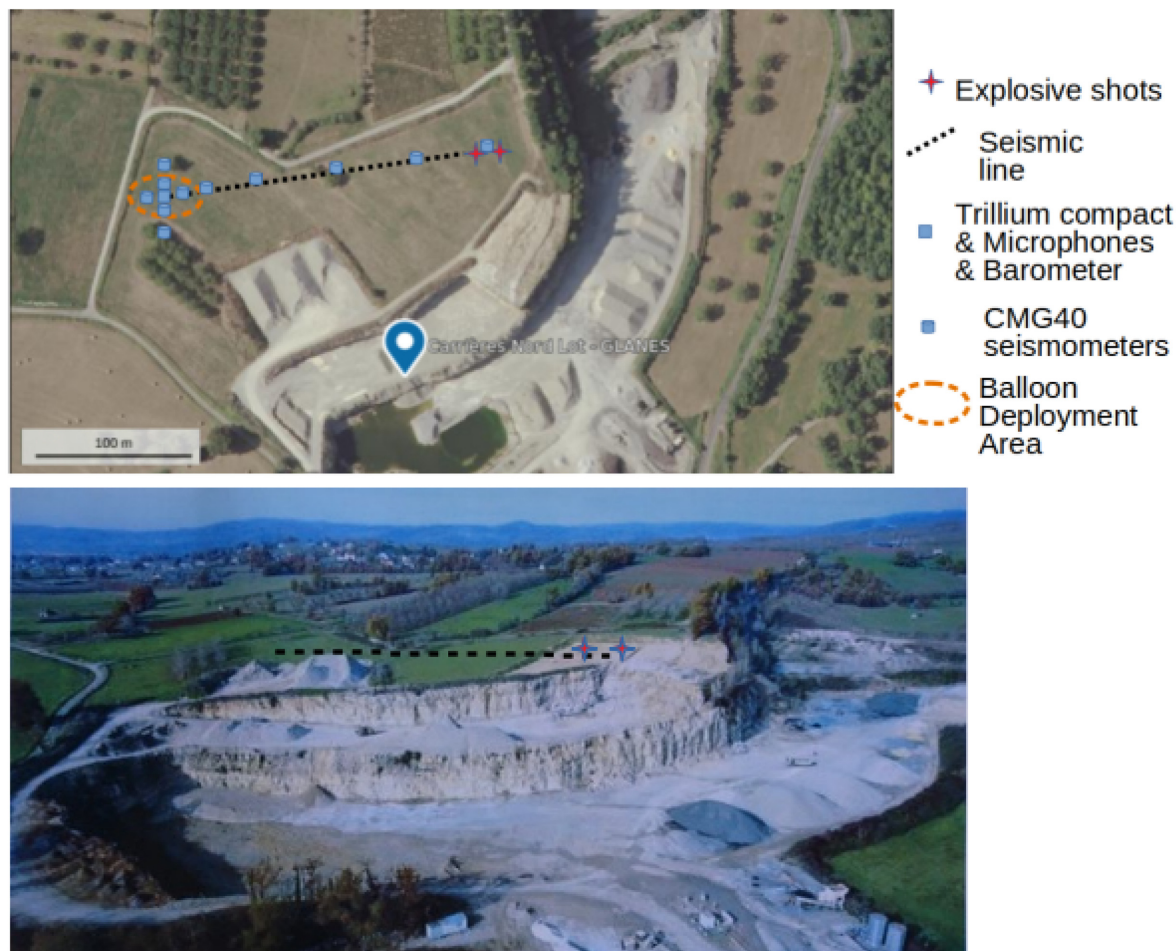 Explosive shots
Seismic
line
Trillium compact
& Microphones
& Barometer
CMG40
seismometers
Balloon
Deployment
Area
Carrières Nord Lot - GLANES
100 m